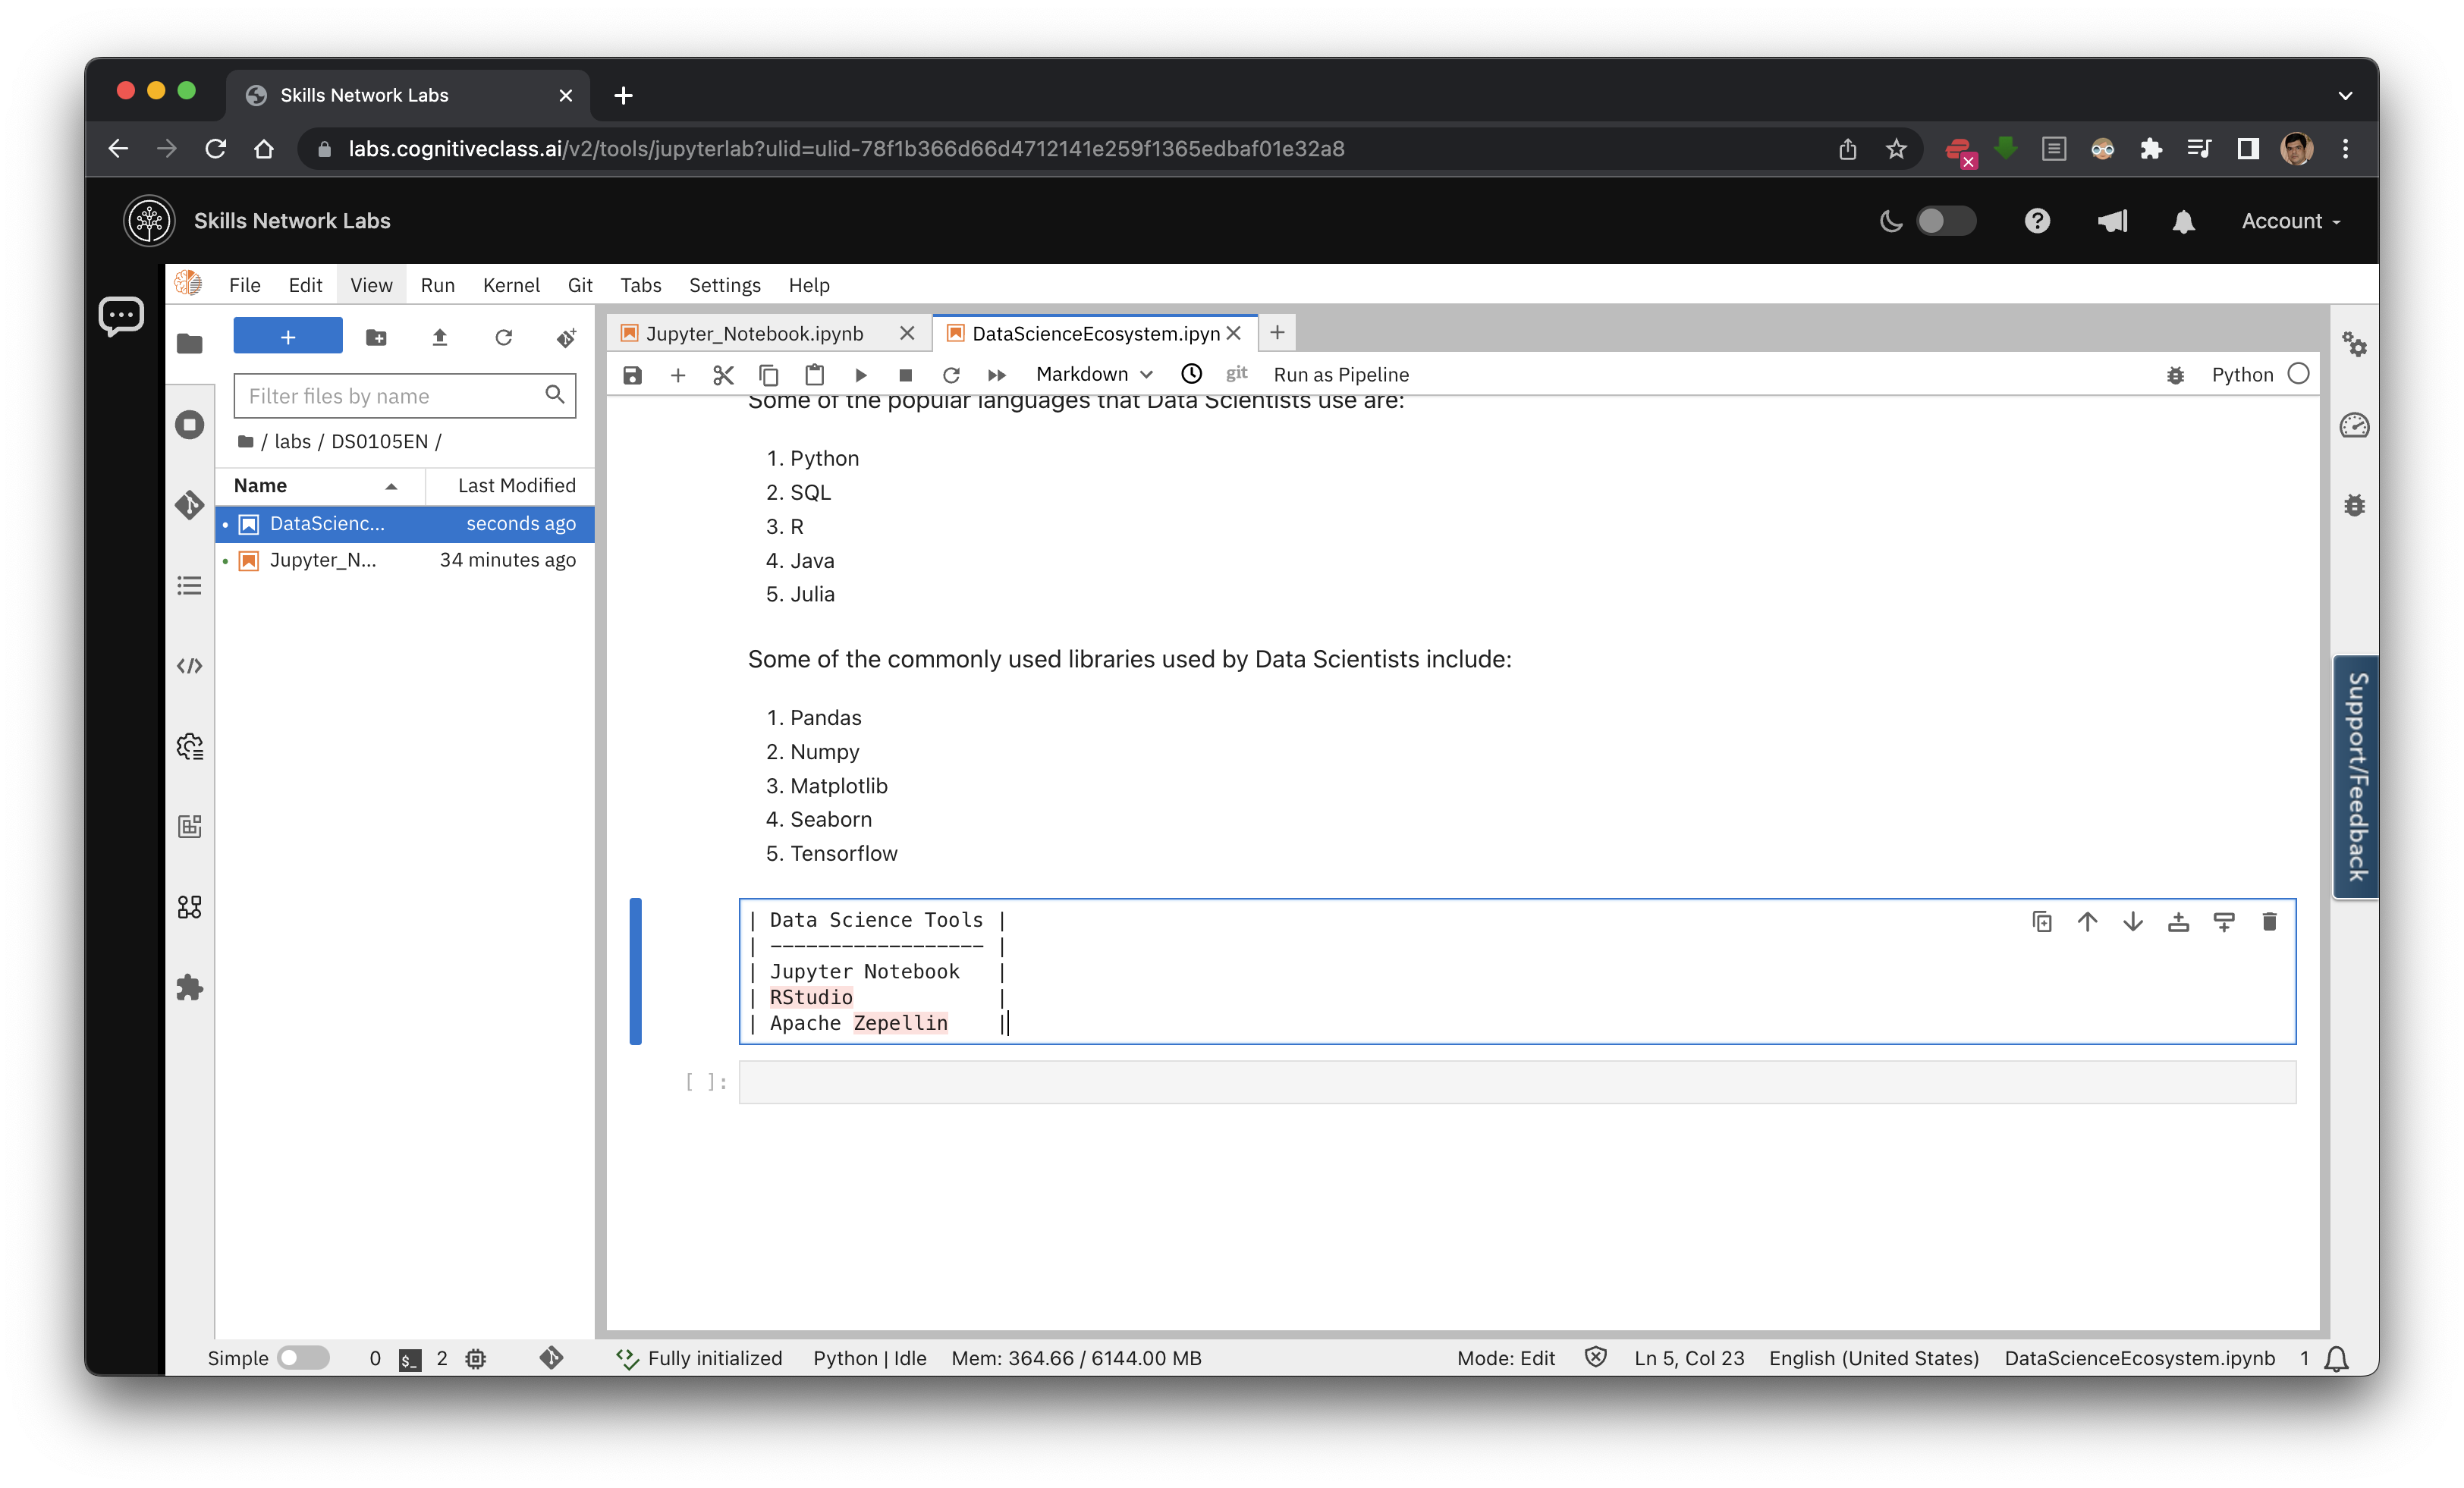 Skills Network Labs
labs.cognitiveclass.ai/v2/tools/jupyterlab?ulid=ulid-78f1b366d66d4712141e259f1365edbaf01e32a8
Skills Network Labs
Account
File Edit View Run Kernel Git Tabs Settings Help
+
Jupyter_Notebook.ipynb
DataScienceEcosystem.ipyn
Markdown
git
Run as Pipeline
Python
Filter files by name
/ labs / DS0105EN /
Name Last Modified
DataScienc... seconds ago
Jupyter_N... 34 minutes ago
Some of the popular languages that Data Scientists use are:
1. Python
2. SQL
3. R
4. Java
5. Julia
Some of the commonly used libraries used by Data Scientists include:
1. Pandas
2. Numpy
3. Matplotlib
4. Seaborn
5. Tensorflow
| Data Science Tools |
| ------------------ |
| Jupyter Notebook   |
| RStudio            |
| Apache Zepellin    |
[ ]:
Support/Feedback
Simple 0 $_ 2 Fully initialized Python | Idle Mem: 364.66 / 6144.00 MB Mode: Edit Ln 5, Col 23 English (United States) DataScienceEcosystem.ipynb 1